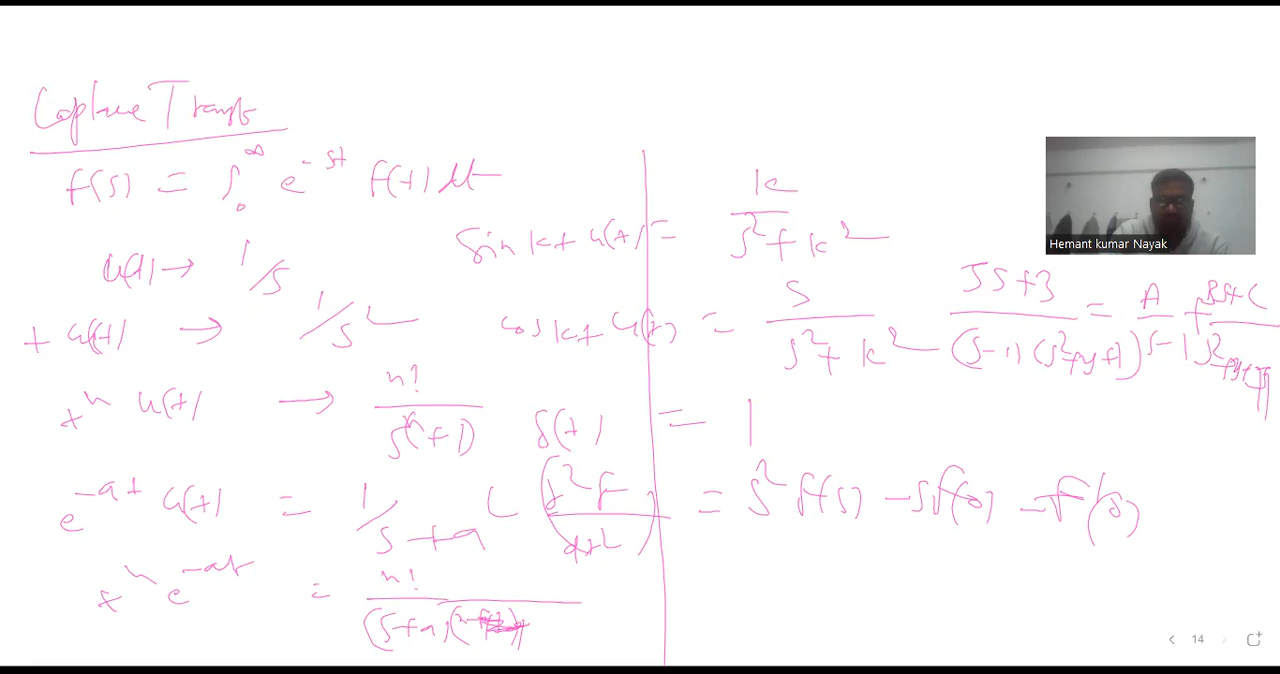 Laplace Transf
f(s) = ∫₀^∞ e^{-st} f(t) dt
u(t) → 1/s
t u(t) → 1/s²
t^n u(t) → n!/s^(n+1)
e^{-at} u(t) = 1/s+a
t^n e^{-at} = n!/(s+a)
sin kt u(t) = k/s²+k²
cos kt u(t) = s/s²+k²
5s+3/(s-1)(s²+2s+5) = A/s-1 + Bs+C/s²+2s+5
δ(t) = 1
L(d²f/dt²) = s² f(s) - sf(0) - f'(0)
Hemant kumar Nayak
14